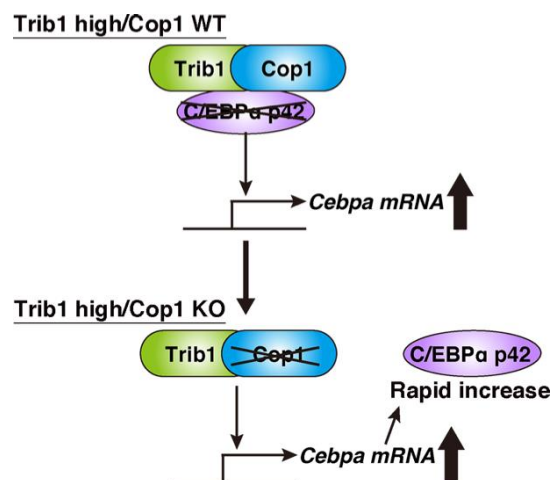 Trib1 high/Cop1 WT
Trib1 Cop1
C/EBPα p42
Cebpa mRNA
Trib1 high/Cop1 KO
Trib1 Cop1 C/EBPα p42
Rapid increase
Cebpa mRNA